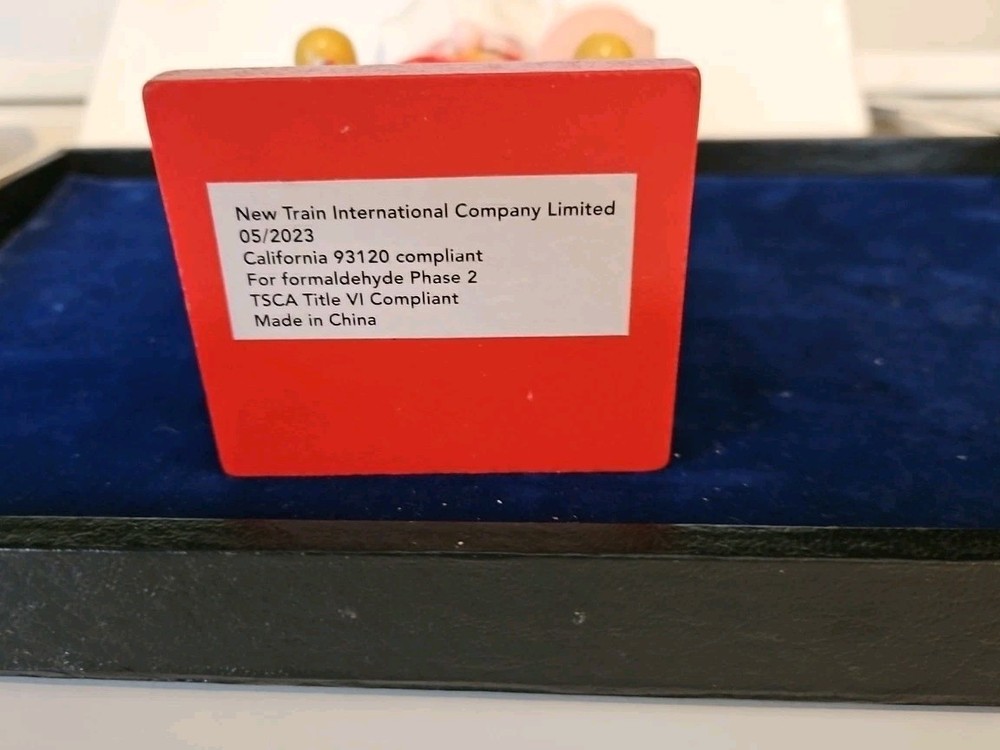 New Train International Company Limited
05/2023
California 93120 compliant
For formaldehyde Phase 2
TSCA Title VI Compliant
Made in China